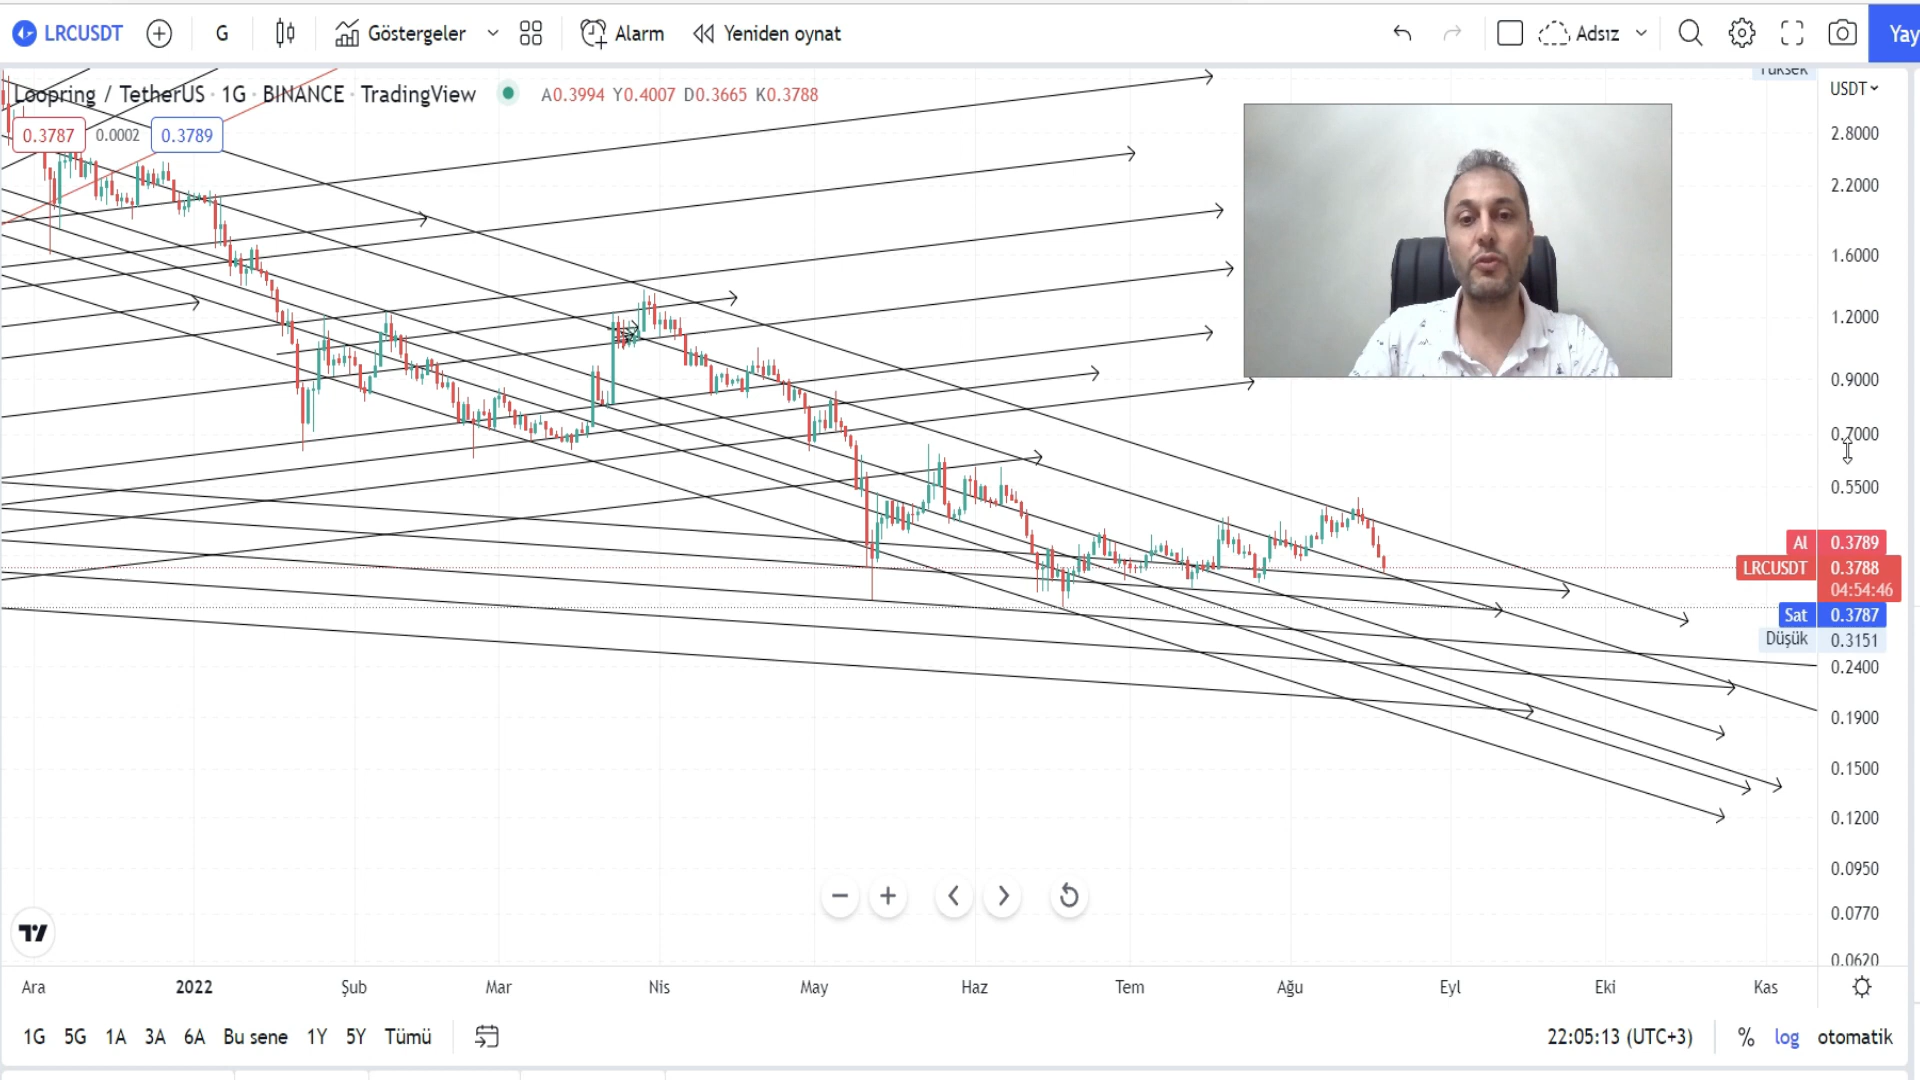 LRCUSDT G Göstergeler Alarm Yeniden oynat Adsız Yay
Loopring / TetherUS · 1G · BINANCE · TradingView A0.3994 Y0.4007 D0.3665 K0.3788
0.3787 0.0002 0.3789
Yüksek
USDT
2.8000
2.2000
1.6000
1.2000
0.9000
0.7000
0.5500
Al 0.3789
LRCUSDT 0.3788
04:54:46
Sat 0.3787
Düşük 0.3151
0.2400
0.1900
0.1500
0.1200
0.0950
0.0770
0.0620
Ara 2022 Şub Mar Nis May Haz Tem Ağu Eyl Eki Kas
1G 5G 1A 3A 6A Bu sene 1Y 5Y Tümü 22:05:13 (UTC+3) % log otomatik